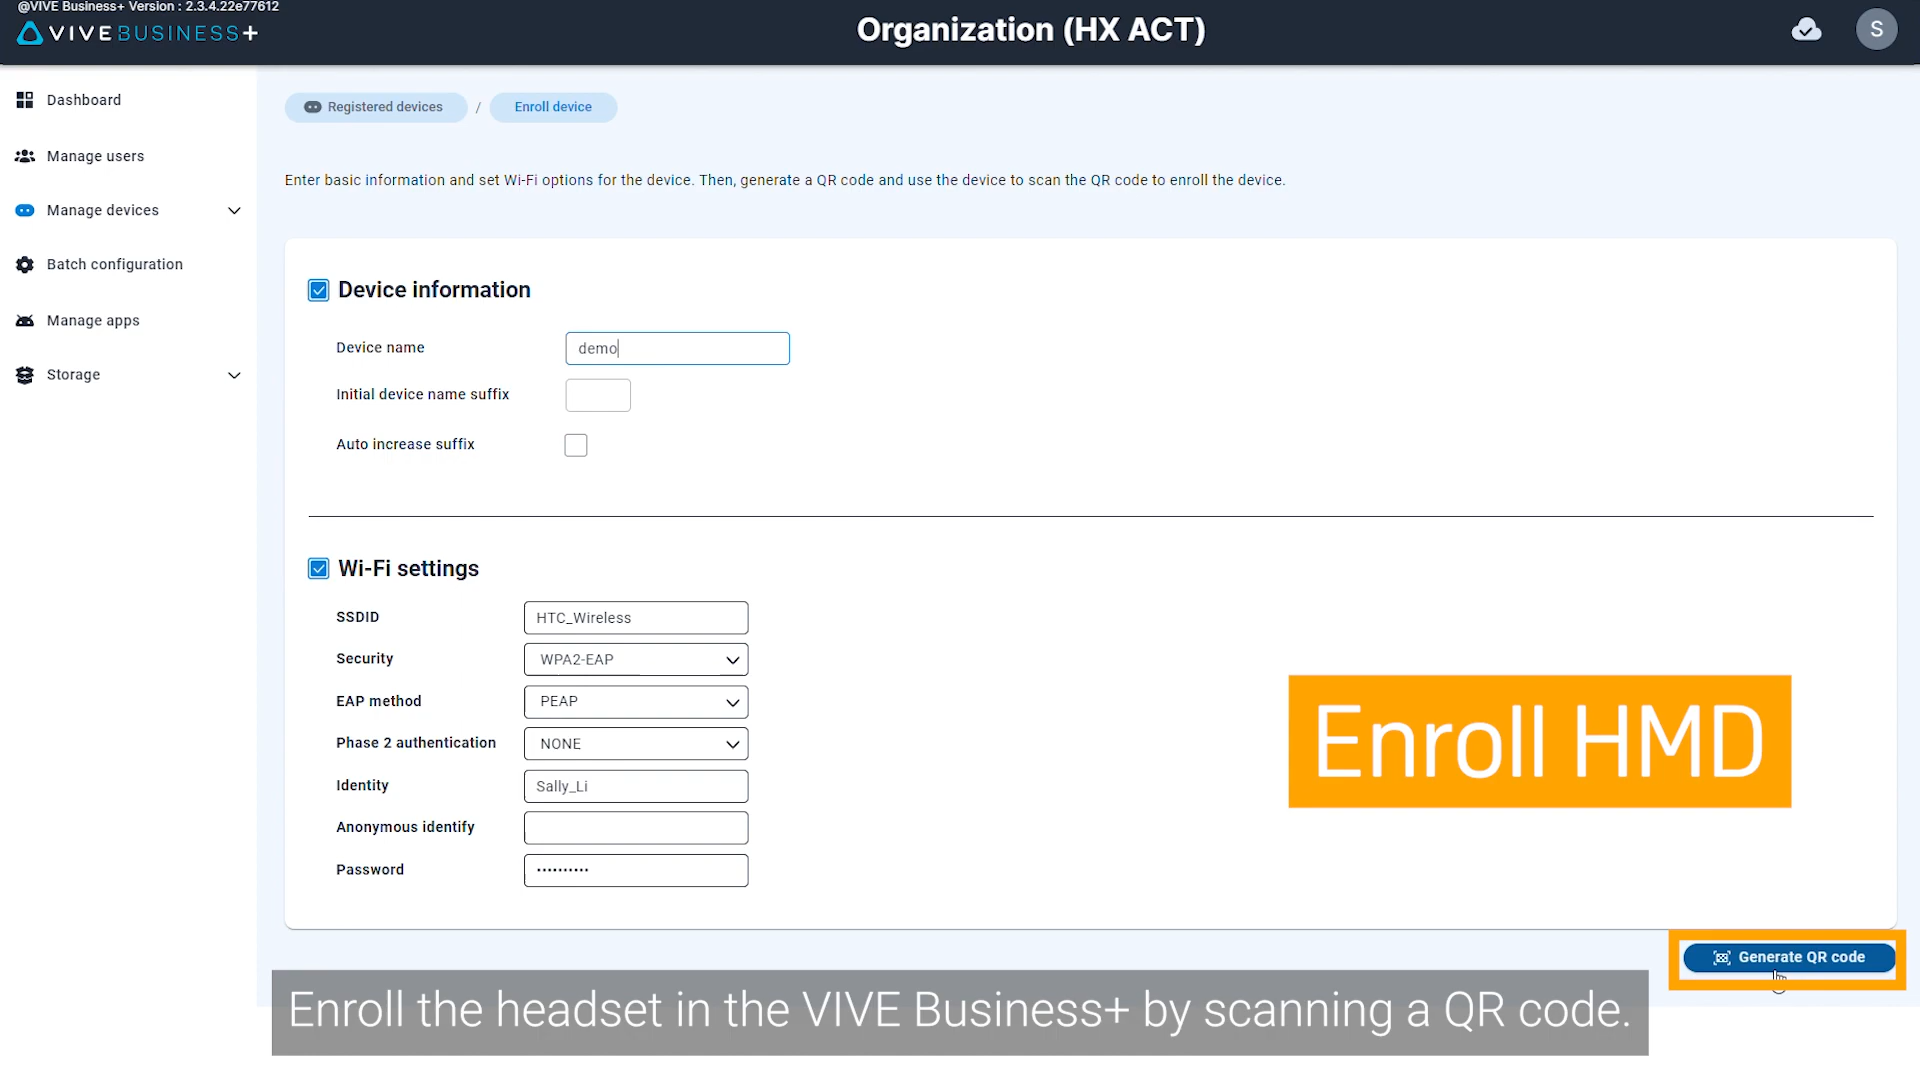 @VIVE Business+ Version : 2.3.4.22e77612
VIVE BUSINESS+
Organization (HX ACT)
S
Dashboard
Manage users
Manage devices
Batch configuration
Manage apps
Storage
Registered devices / Enroll device
Enter basic information and set Wi-Fi options for the device. Then, generate a QR code and use the device to scan the QR code to enroll the device.
Device information
Device name demo
Initial device name suffix
Auto increase suffix
Wi-Fi settings
SSDID HTC_Wireless
Security WPA2-EAP
EAP method PEAP
Phase 2 authentication NONE
Identity Sally_Li
Anonymous identify
Password ••••••••••
Enroll HMD
Generate QR code
Enroll the headset in the VIVE Business+ by scanning a QR code.